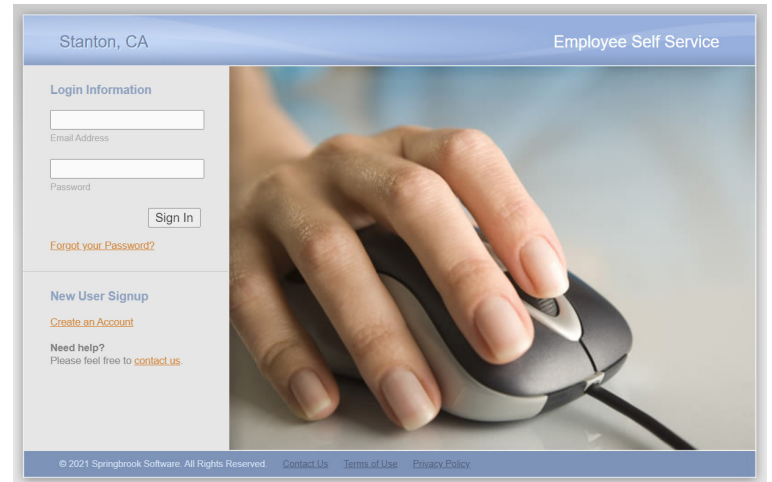 Stanton, CA
Employee Self Service
Login Information
Email Address
Password
Sign In
Forgot your Password?
New User Signup
Create an Account
Need help?
Please feel free to contact us.
© 2021 Springbrook Software. All Rights Reserved. Contact Us Terms of Use Privacy Policy